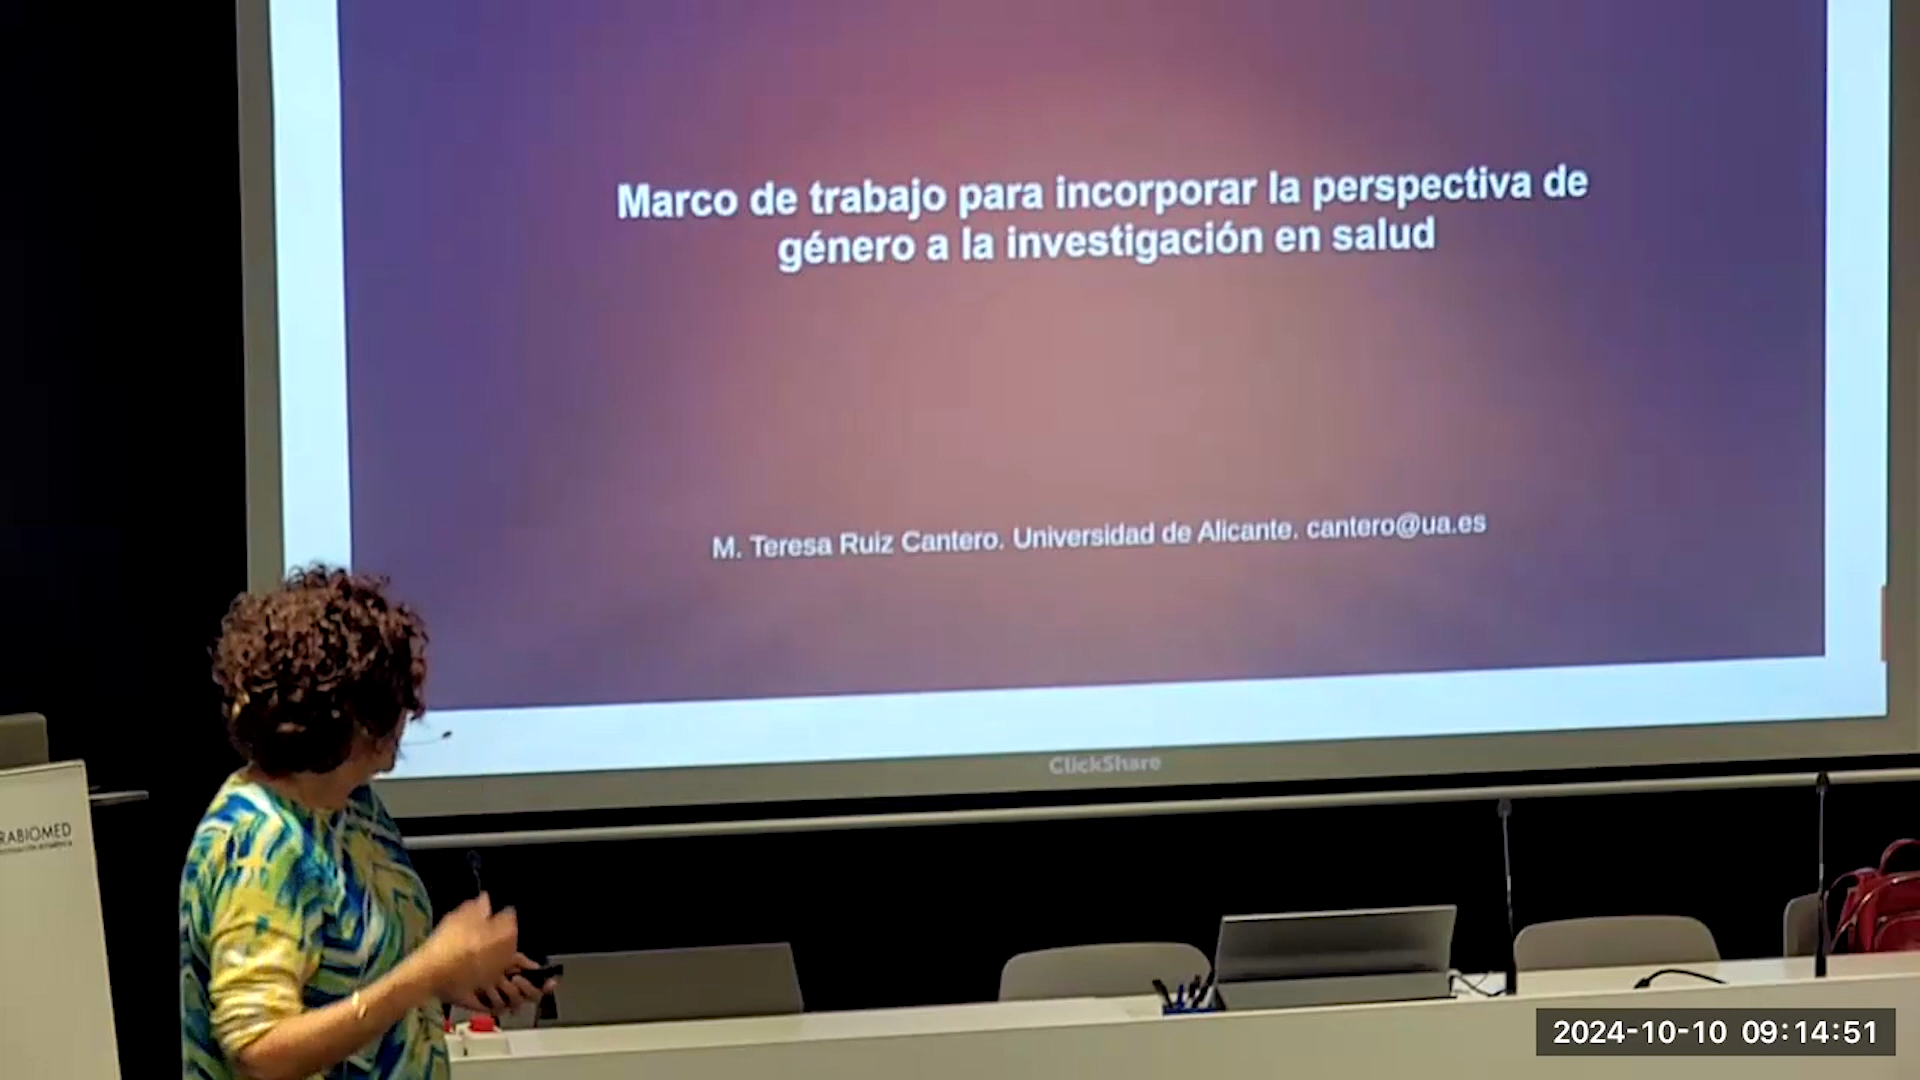 Marco de trabajo para incorporar la perspectiva de
género a la investigación en salud
M. Teresa Ruiz Cantero. Universidad de Alicante. cantero@ua.es
ClickShare
RABIOMED
2024-10-10 09:14:51